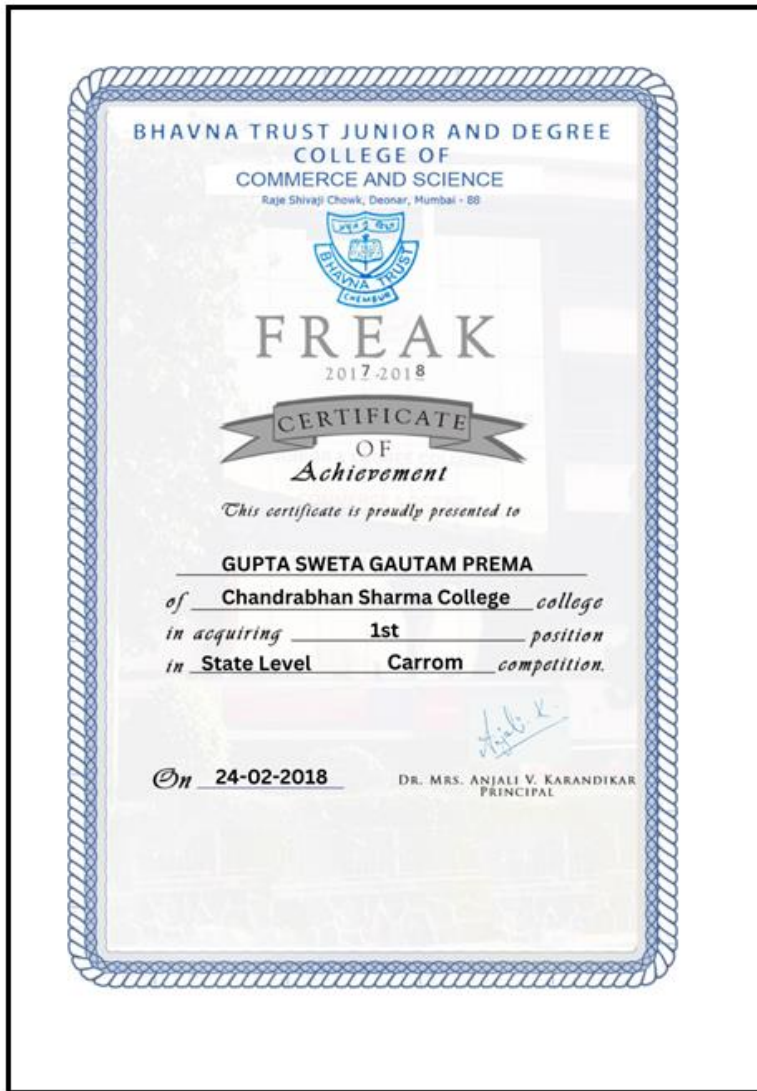 BHAVNA TRUST JUNIOR AND DEGREE
COLLEGE OF
COMMERCE AND SCIENCE
Raje Shivaji Chowk, Deonar, Mumbai - 88
BHAVNA TRUST
CHEMBUR
FREAK
2017-2018
CERTIFICATE
OF
Achievement
This certificate is proudly presented to
GUPTA SWETA GAUTAM PREMA
of Chandrabhan Sharma College college
in acquiring 1st position
in State Level Carrom competition.
Anjali. K.
On 24-02-2018
DR. MRS. ANJALI V. KARANDIKAR
PRINCIPAL